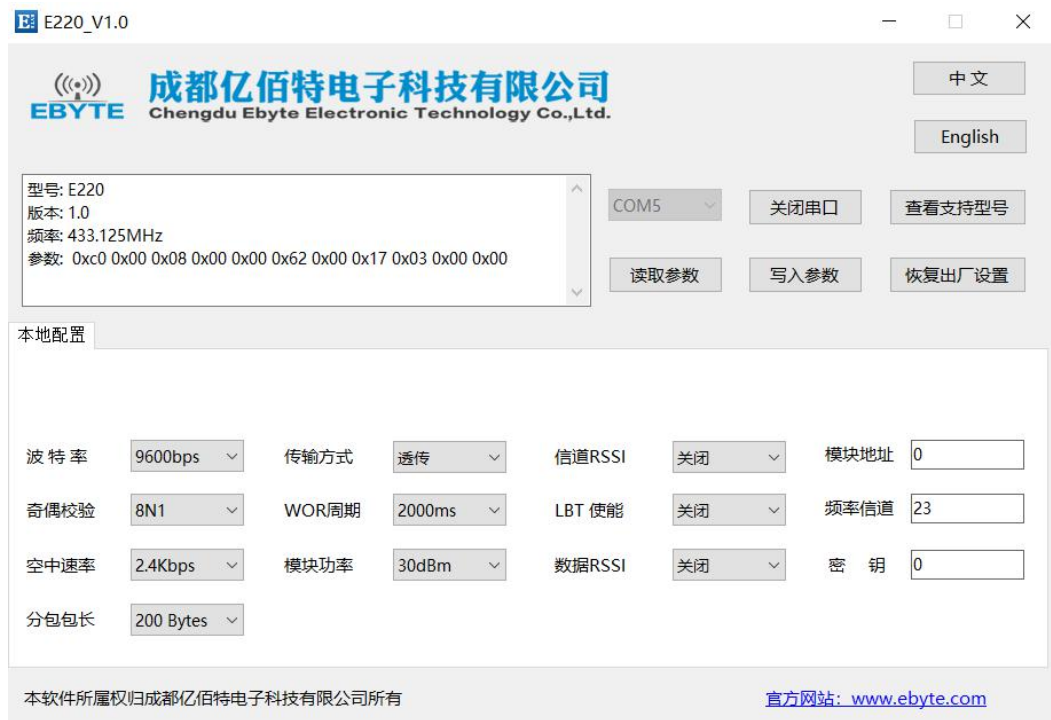 E220_V1.0
EBYTE
成都亿佰特电子科技有限公司
Chengdu Ebyte Electronic Technology Co.,Ltd.
中文
English
型号: E220
版本: 1.0
频率: 433.125MHz
参数: 0xc0 0x00 0x08 0x00 0x00 0x62 0x00 0x17 0x03 0x00 0x00
COM5 关闭串口 查看支持型号
读取参数 写入参数 恢复出厂设置
本地配置
波特率 9600bps 传输方式 透传 信道RSSI 关闭 模块地址 0
奇偶校验 8N1 WOR周期 2000ms LBT 使能 关闭 频率信道 23
空中速率 2.4Kbps 模块功率 30dBm 数据RSSI 关闭 密 钥 0
分包包长 200 Bytes
本软件所属权归成都亿佰特电子科技有限公司所有 官方网站: www.ebyte.com